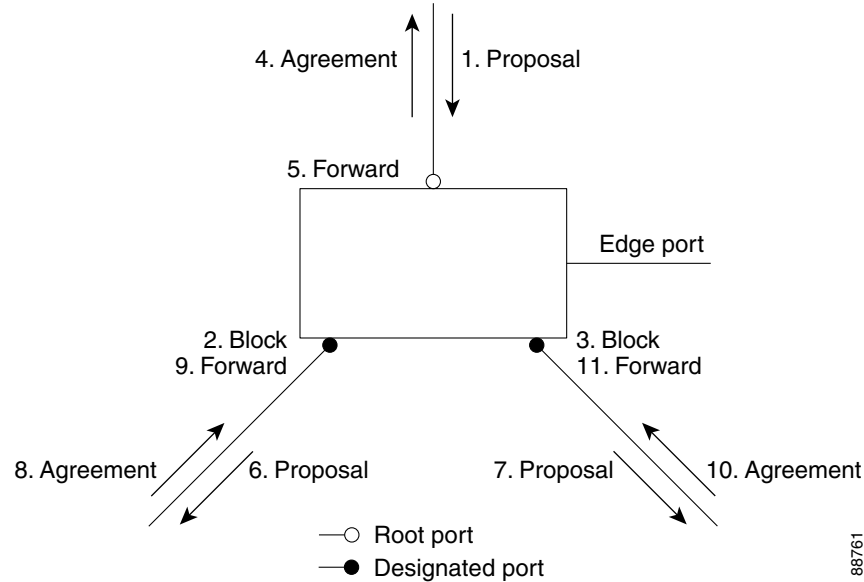 4. Agreement
1. Proposal
5. Forward
Edge port
2. Block
9. Forward
3. Block
11. Forward
8. Agreement
6. Proposal
7. Proposal
10. Agreement
Root port
Designated port
88761